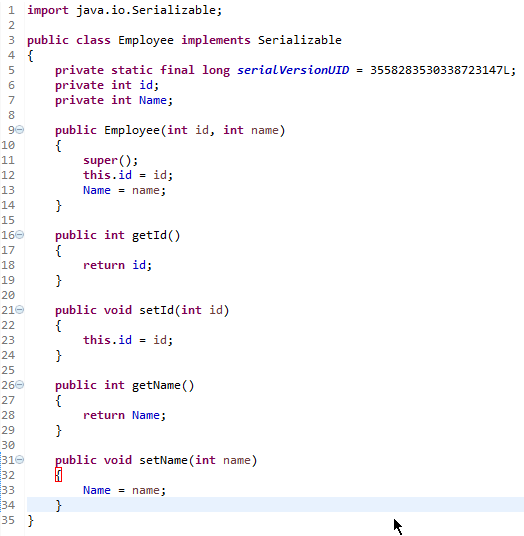 1 import java.io.Serializable;
2
3 public class Employee implements Serializable
4 {
5     private static final long serialVersionUID = 3558283530338723147L;
6     private int id;
7     private int Name;
8
9     public Employee(int id, int name)
10     {
11         super();
12         this.id = id;
13         Name = name;
14     }
15
16     public int getId()
17     {
18         return id;
19     }
20
21     public void setId(int id)
22     {
23         this.id = id;
24     }
25
26     public int getName()
27     {
28         return Name;
29     }
30
31     public void setName(int name)
32     {
33         Name = name;
34     }
35 }